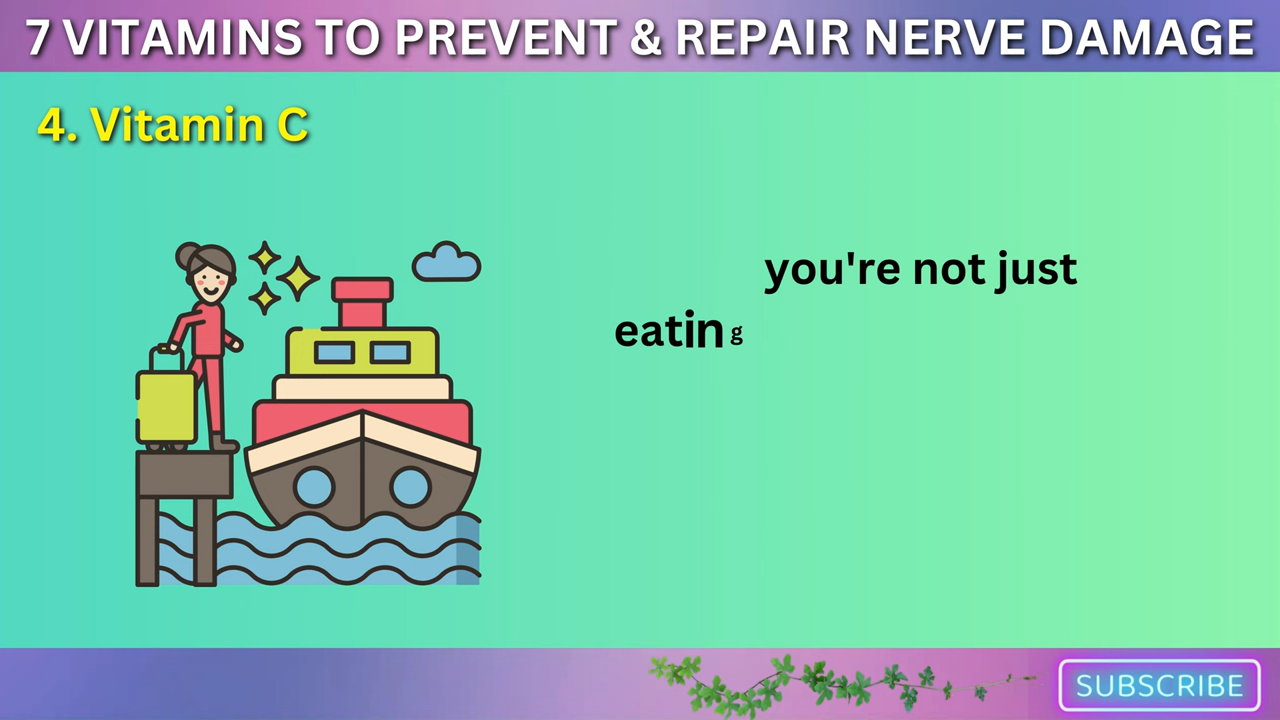 7 VITAMINS TO PREVENT & REPAIR NERVE DAMAGE
4. Vitamin C
you're not just
eating
SUBSCRIBE